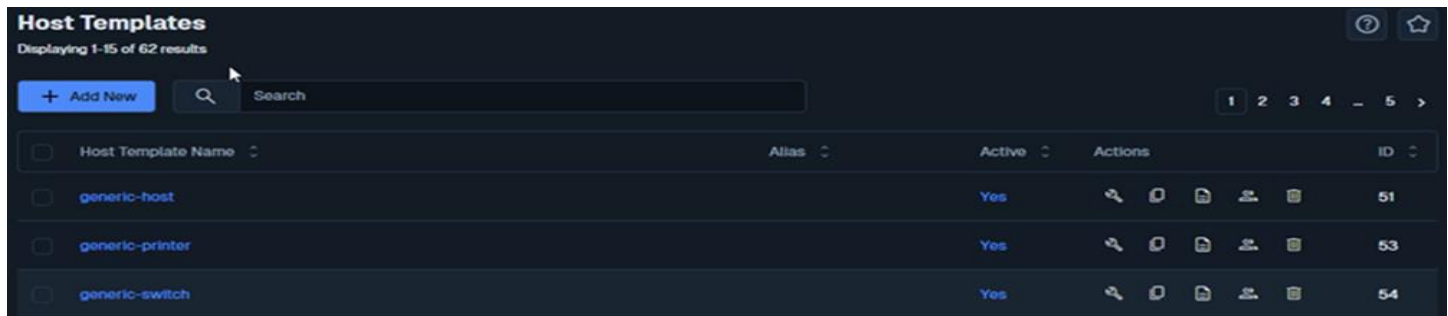 Host Templates
Displaying 1-15 of 62 results
+ Add New Search 1 2 3 4 ... 5 >
Host Template Name Alias Active Actions ID
generic-host Yes 51
generic-printer Yes 53
generic-switch Yes 54